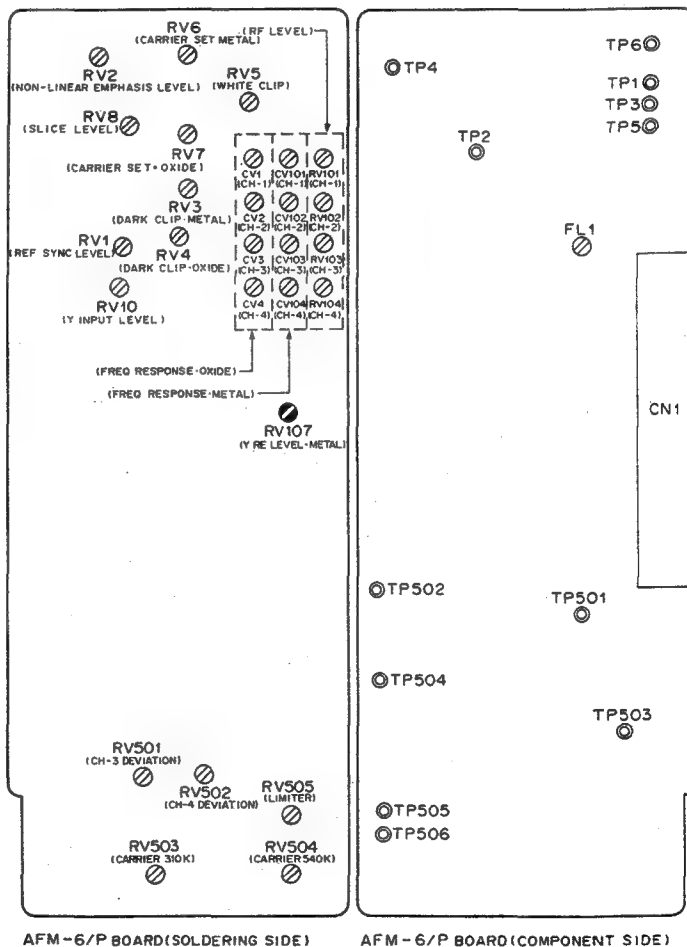 RV6
(CARRIER SET METAL)
(RF LEVEL)
RV2
(NON-LINEAR EMPHASIS LEVEL)
RV5
(WHITE CLIP)
RV8
(SLICE LEVEL)
RV7
(CARRIER SET·OXIDE)
RV3
(DARK CLIP·METAL)
RV1
(REF SYNC LEVEL)
RV4
(DARK CLIP·OXIDE)
RV10
(Y INPUT LEVEL)
CV1 CV101 RV101
(CH-1) (CH-1) (CH-1)
CV2 CV102 RV102
(CH-2) (CH-2) (CH-2)
CV3 CV103 RV103
(CH-3) (CH-3) (CH-3)
CV4 CV104 RV104
(CH-4) (CH-4) (CH-4)
(FREQ RESPONSE·OXIDE)
(FREQ RESPONSE·METAL)
RV107
(Y RE LEVEL·METAL)
RV501
(CH-3 DEVIATION)
RV502
(CH-4 DEVIATION)
RV505
(LIMITER)
RV503
(CARRIER 310K)
RV504
(CARRIER 540K)
AFM-6/P BOARD(SOLDERING SIDE)
TP6
TP4
TP1
TP3
TP5
TP2
FL1
CN1
TP502
TP501
TP504
TP503
TP505
TP506
AFM-6/P BOARD(COMPONENT SIDE)